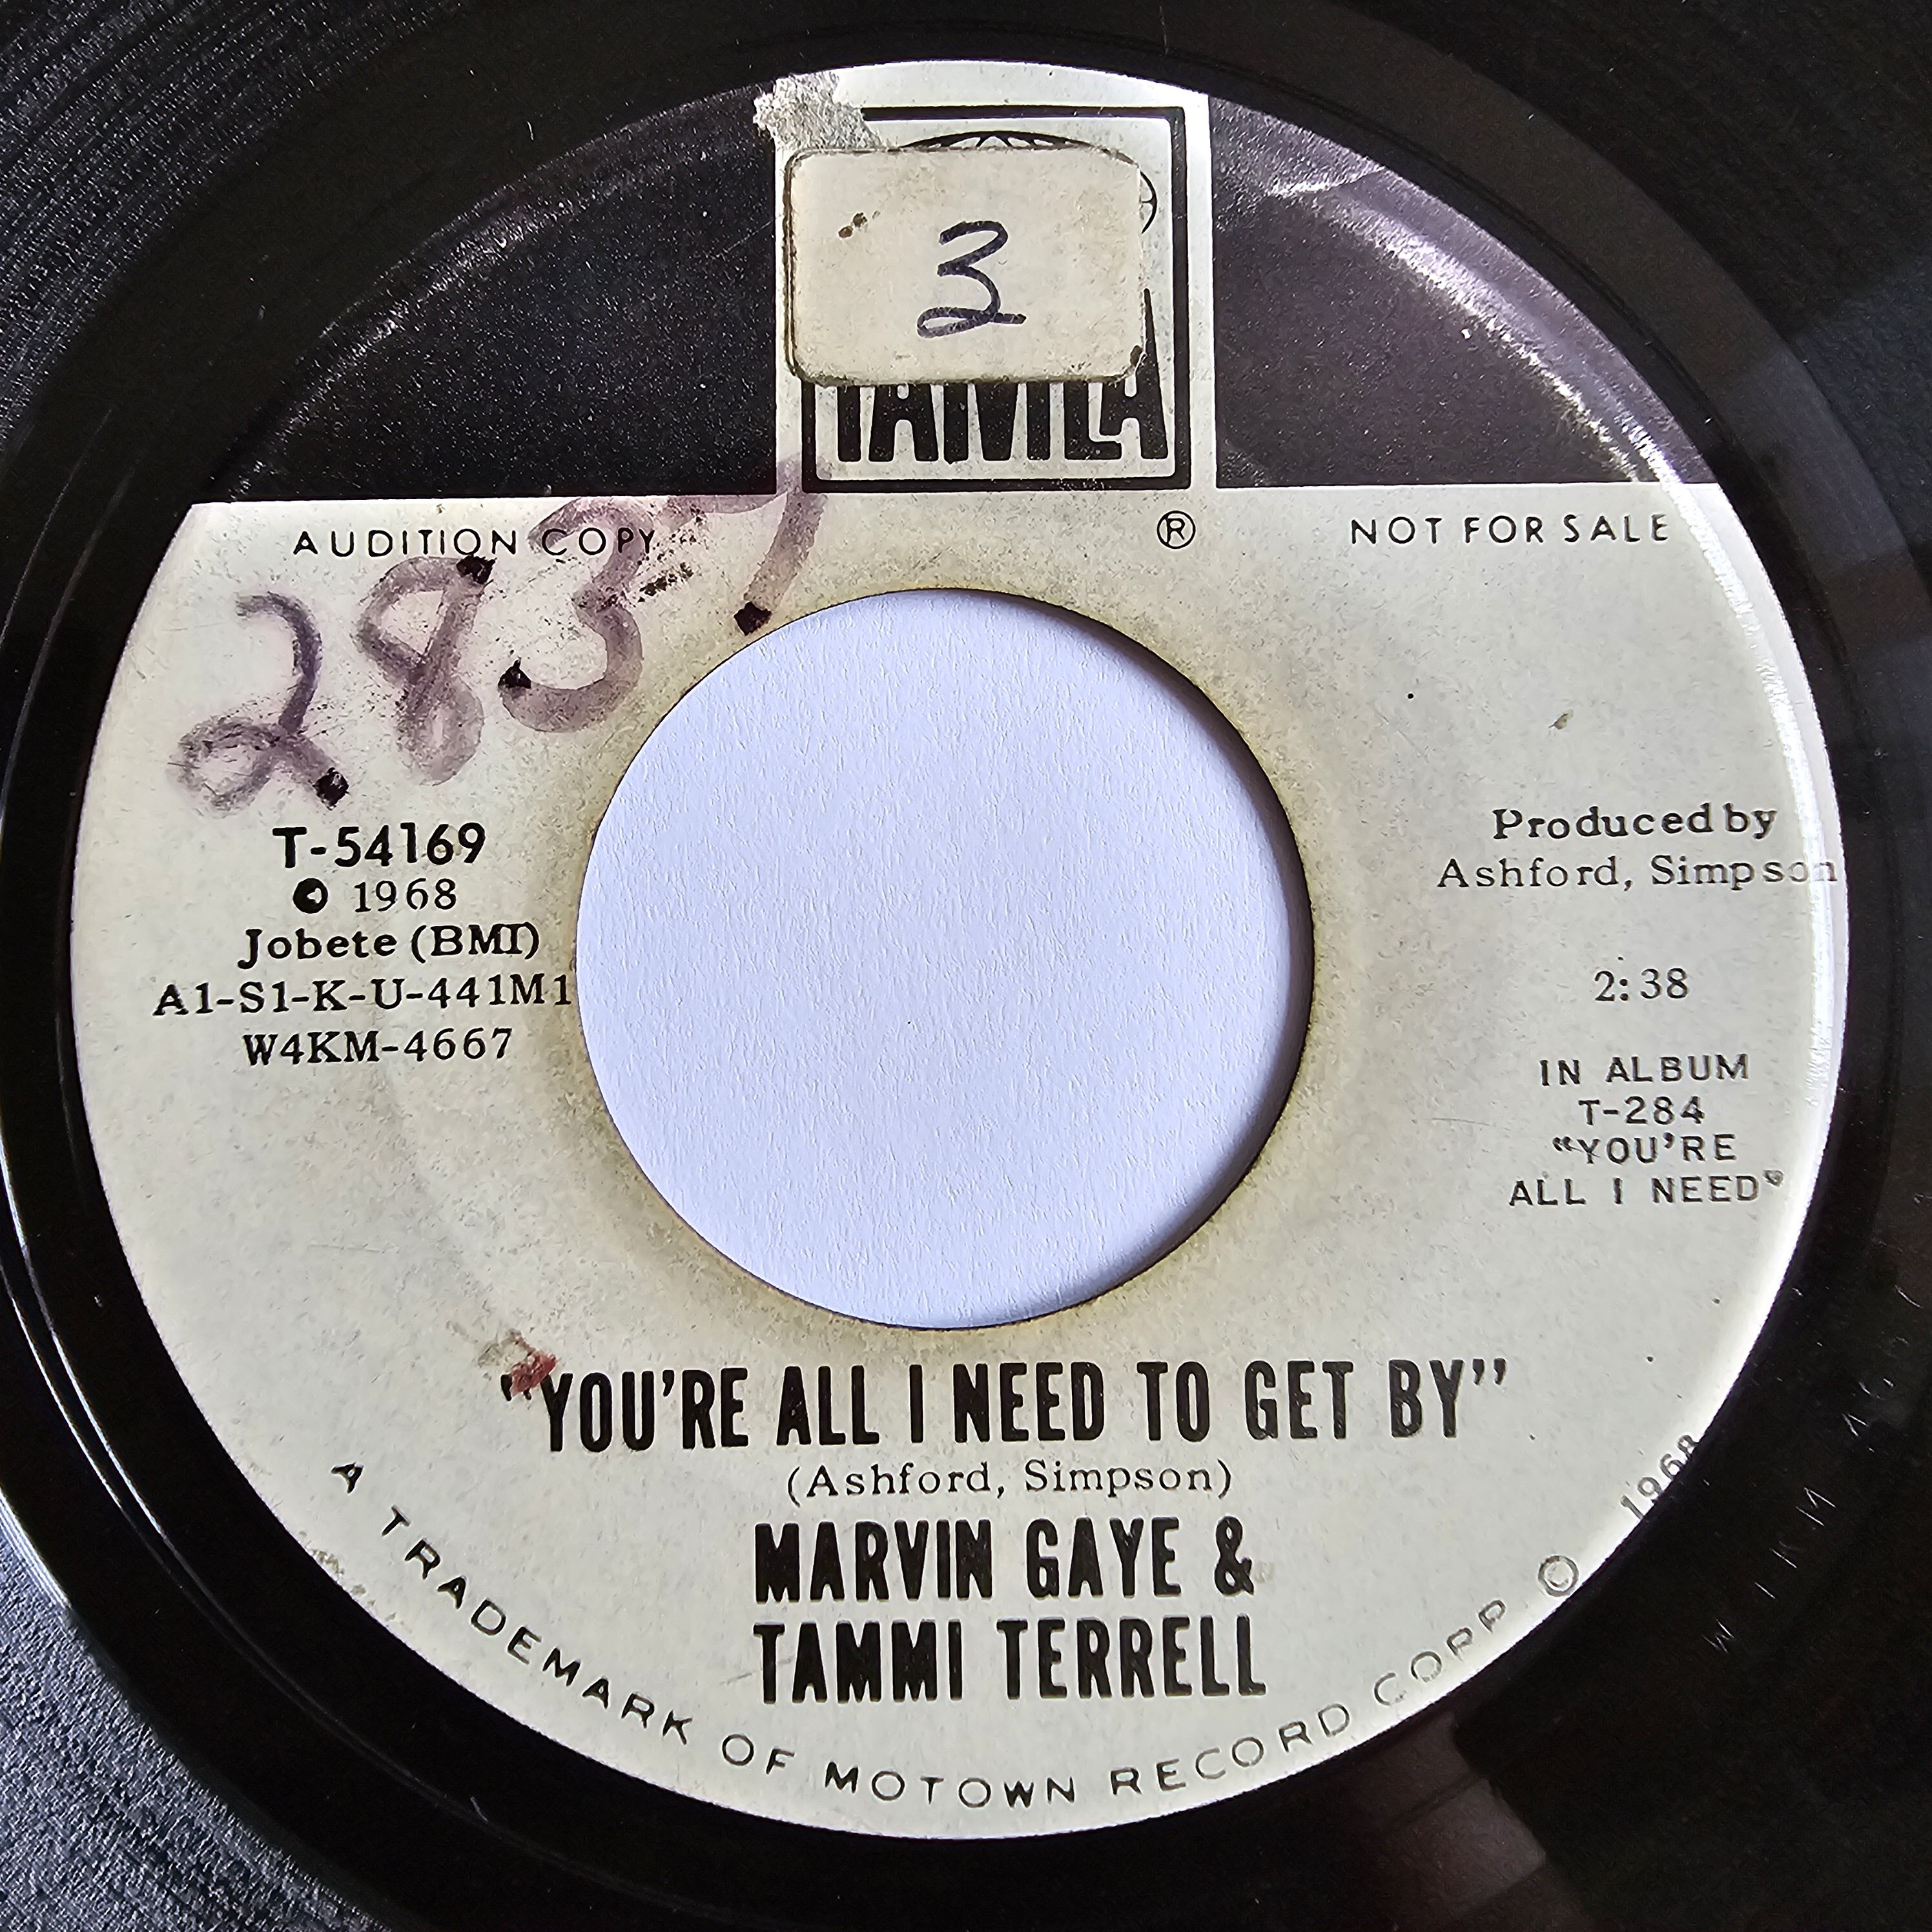 3
TAMLA
AUDITION COPY
®
NOT FOR SALE
2837
T-54169
℗ 1968
Jobete (BMI)
A1-S1-K-U-441M1
W4KM-4667
Produced by
Ashford, Simpson
2:38
IN ALBUM
T-284
"YOU'RE
ALL I NEED"
"YOU'RE ALL I NEED TO GET BY"
(Ashford, Simpson)
MARVIN GAYE &
TAMMI TERRELL
A TRADEMARK OF MOTOWN RECORD CORP. © 1968